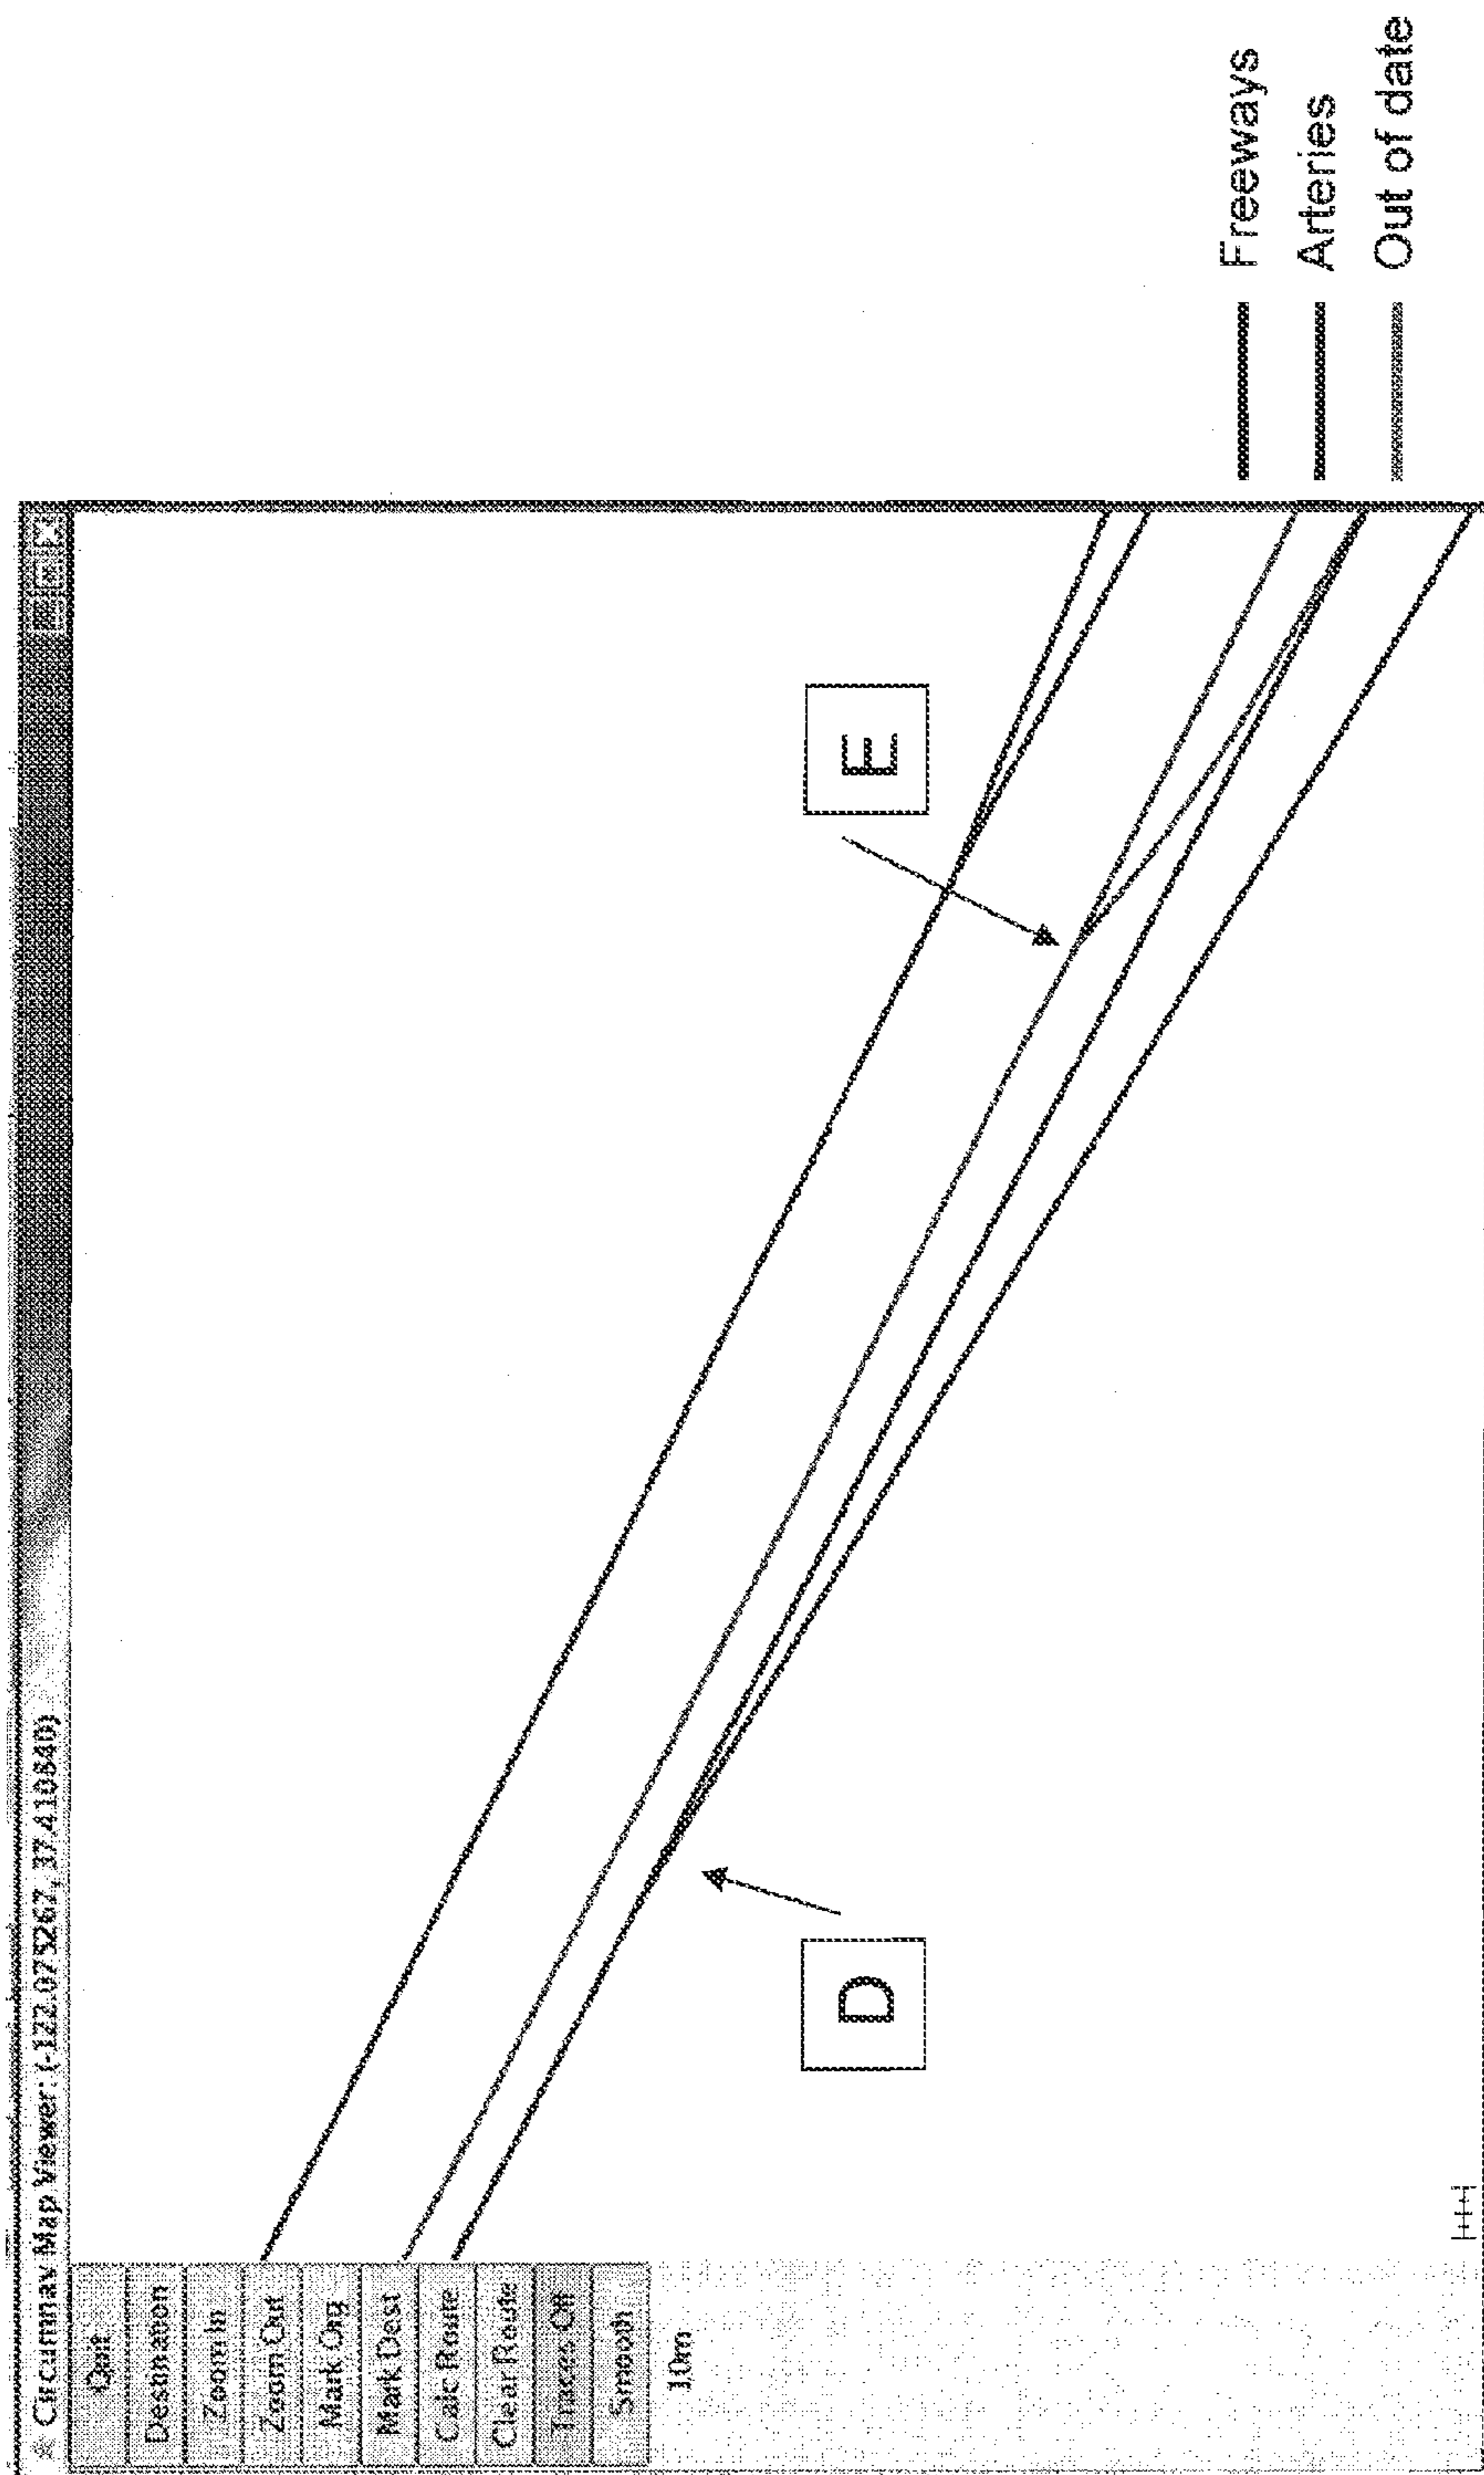 Circumnav Map Viewer: (-122.075267, 37.410840)
Quit
Destination
Zoom In
Zoom Out
Mark Org
Mark Dest
Calc Route
Clear Route
Traces Off
Smooth
10m
D
E
Freeways
Arteries
Out of date